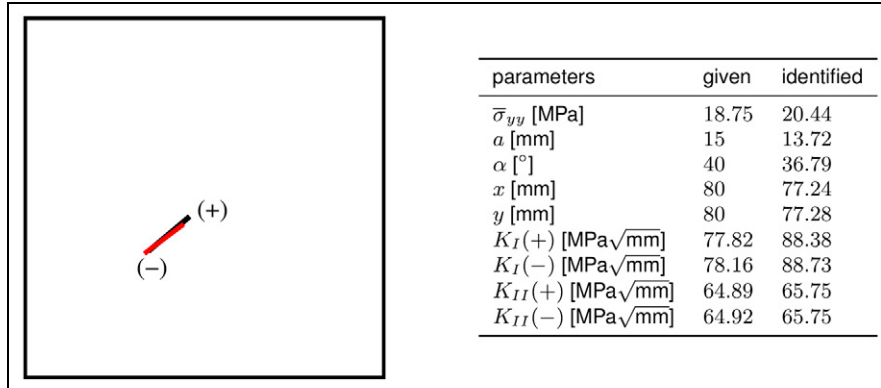 (+)
(−)
parameters given identified
σ̅yy [MPa] 18.75 20.44
a [mm] 15 13.72
α [°] 40 36.79
x [mm] 80 77.24
y [mm] 80 77.28
KI(+) [MPa√mm] 77.82 88.38
KI(−) [MPa√mm] 78.16 88.73
KII(+) [MPa√mm] 64.89 65.75
KII(−) [MPa√mm] 64.92 65.75